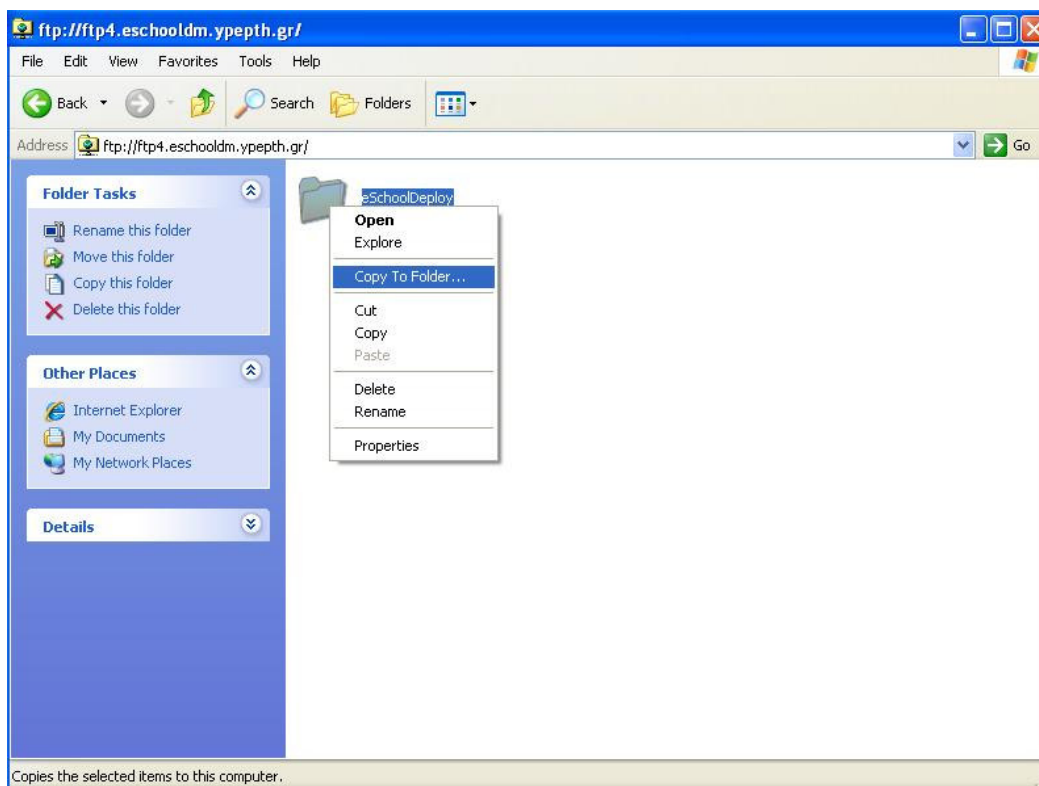 ftp://ftp4.eschooldm.ypepth.gr/
File Edit View Favorites Tools Help
Back Search Folders
Address ftp://ftp4.eschooldm.ypepth.gr/ Go
Folder Tasks
Rename this folder
Move this folder
Copy this folder
Delete this folder
Other Places
Internet Explorer
My Documents
My Network Places
Details
eSchoolDeploy
Open
Explore
Copy To Folder...
Cut
Copy
Paste
Delete
Rename
Properties
Copies the selected items to this computer.